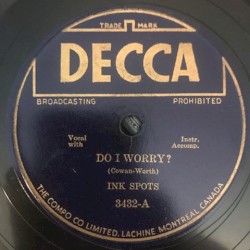 TRADE MARK
DECCA
BROADCASTING PROHIBITED
Vocal with Instr. Accomp.
DO I WORRY?
(Cowan-Worth)
INK SPOTS
3432-A
THE COMPO CO LIMITED, LACHINE MONTREAL CANADA